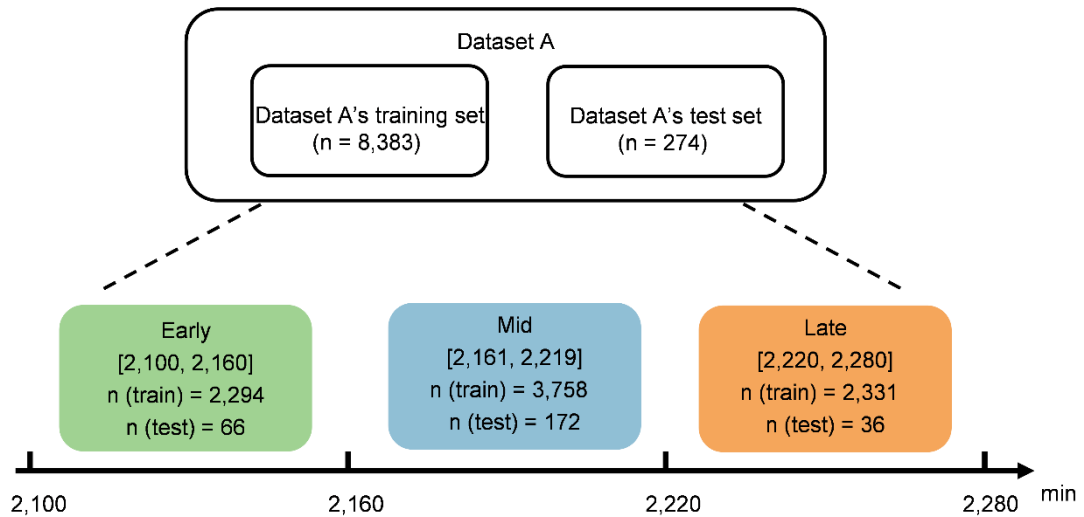 Dataset A
Dataset A's training set
(n = 8,383)
Dataset A's test set
(n = 274)
Early
[2,100, 2,160]
n (train) = 2,294
n (test) = 66
Mid
[2,161, 2,219]
n (train) = 3,758
n (test) = 172
Late
[2,220, 2,280]
n (train) = 2,331
n (test) = 36
2,100
2,160
2,220
2,280
min